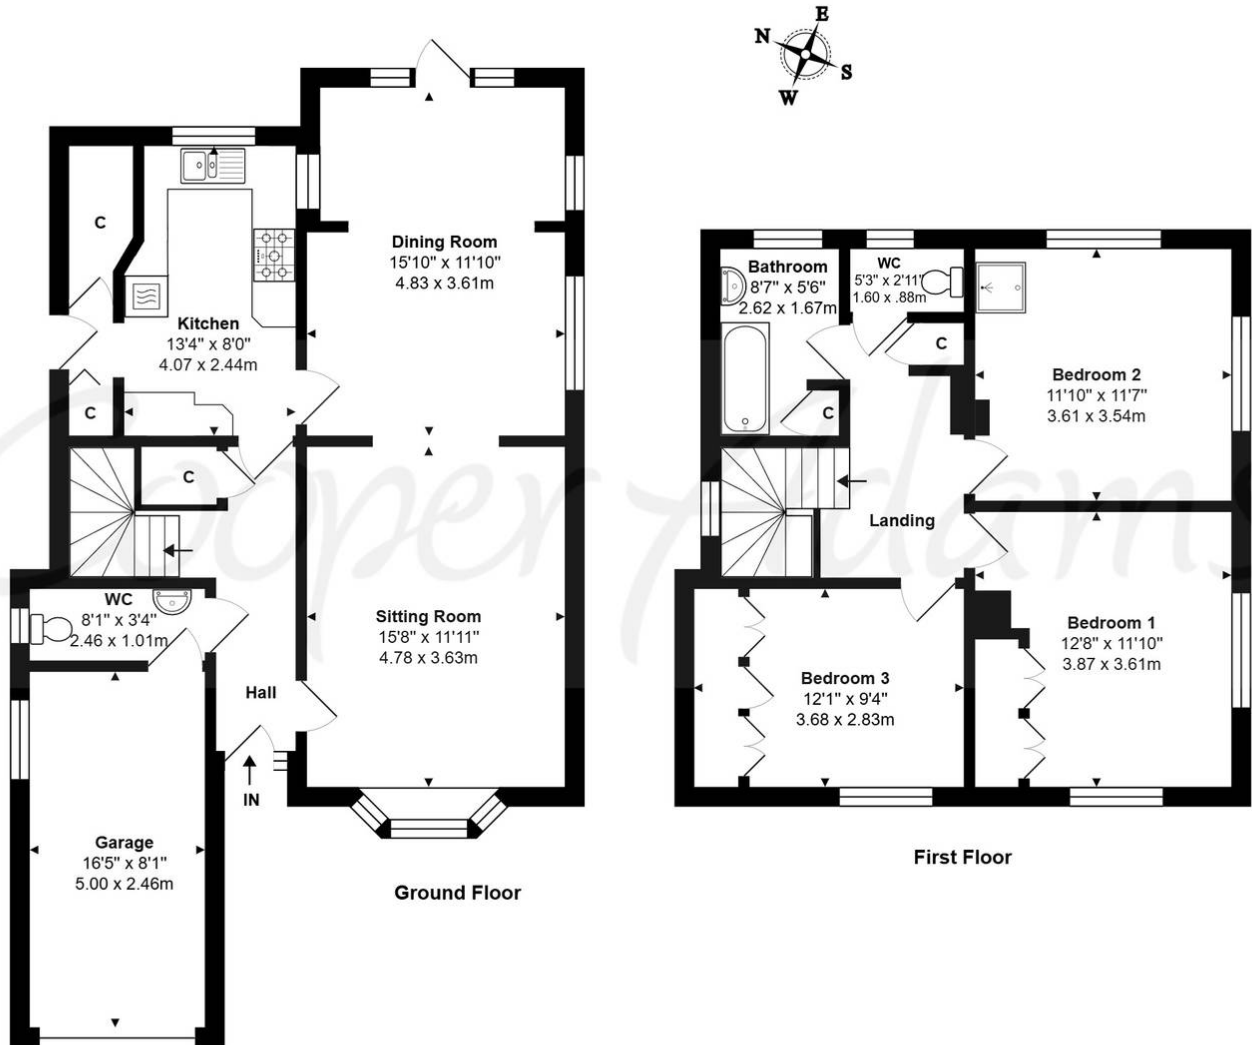 E
N
S
W
C
Dining Room
15'10" x 11'10"
4.83 x 3.61m
Kitchen
13'4" x 8'0"
4.07 x 2.44m
C
C
WC
8'1" x 3'4"
2.46 x 1.01m
Sitting Room
15'8" x 11'11"
4.78 x 3.63m
Hall
IN
Garage
16'5" x 8'1"
5.00 x 2.46m
Ground Floor
Bathroom
8'7" x 5'6"
2.62 x 1.67m
WC
5'3" x 2'11"
1.60 x .88m
C
C
Bedroom 2
11'10" x 11'7"
3.61 x 3.54m
Landing
Bedroom 1
12'8" x 11'10"
3.87 x 3.61m
Bedroom 3
12'1" x 9'4"
3.68 x 2.83m
First Floor
Cooper Adams